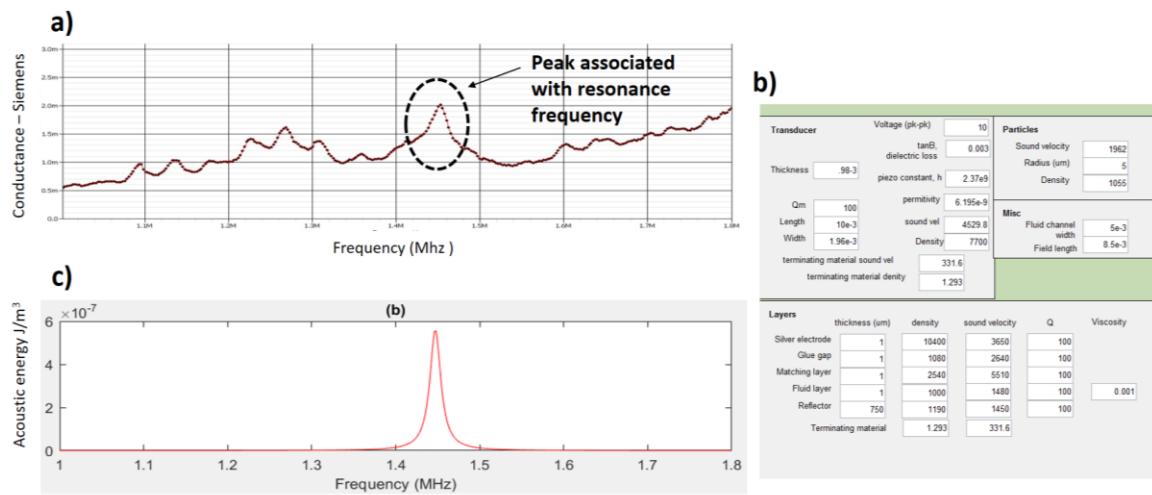 a)
Conductance – Siemens
3.0m
2.5m
2.0m
1.5m
1.0m
0.5m
0.0
1.1M
1.2M
1.3M
1.4M
1.5M
1.6M
1.7M
1.8M
Frequency (Mhz )
Peak associated
with resonance
frequency
b)
Transducer
Voltage (pk-pk) 10
tanB,
dielectric loss 0.003
Thickness .98-3
piezo constant, h 2.37e9
permitivity 6.195e-9
Qm 100
Length 10e-3
sound vel 4529.8
Width 1.96e-3
Density 7700
terminating material sound vel 331.6
terminating material denity 1.293
Particles
Sound velocity 1962
Radius (um) 5
Density 1055
Misc
Fluid channel
width 5e-3
Field length 8.5e-3
Layers
thickness (um) density sound velocity Q Viscosity
Silver electrode 1 10400 3650 100
Glue gap 1 1080 2640 100
Matching layer 1 2540 5510 100
Fluid layer 1 1000 1480 100 0.001
Reflector 750 1190 1450 100
Terminating material 1.293 331.6
c)
Acoustic energy J/m³
×10⁻⁷
(b)
6
4
2
0
1 1.1 1.2 1.3 1.4 1.5 1.6 1.7 1.8
Frequency (MHz)